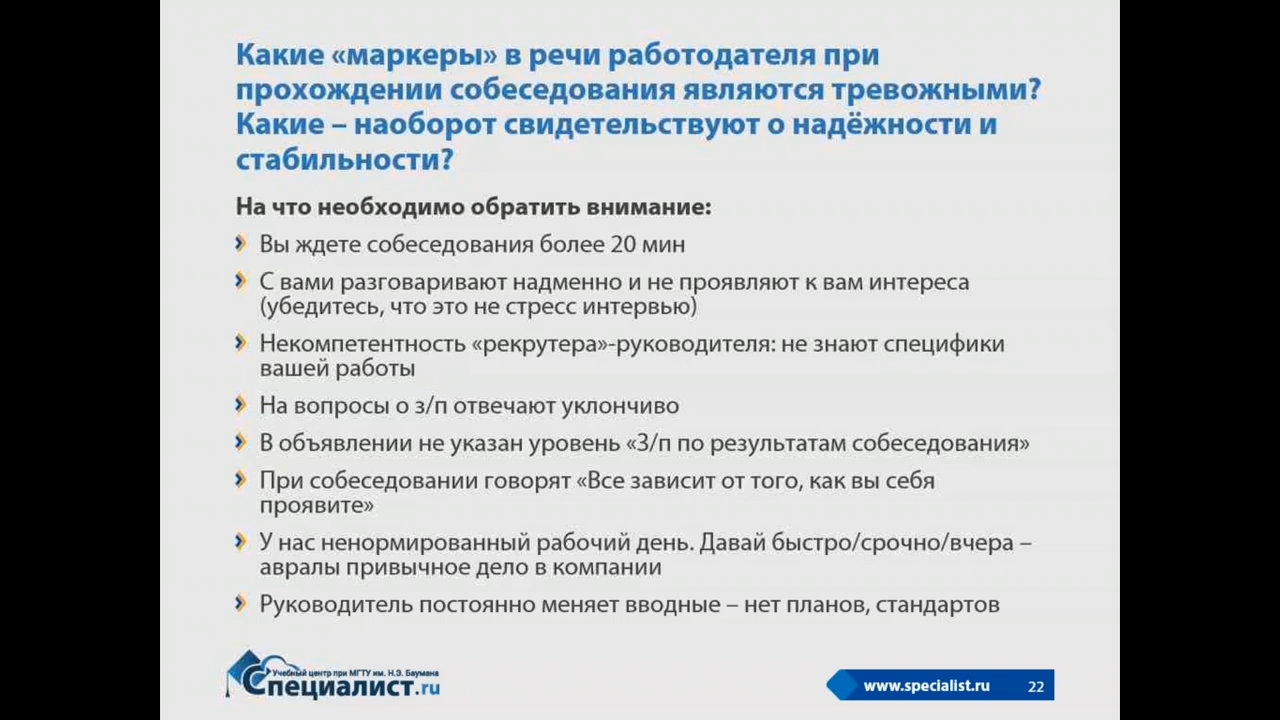 Какие «маркеры» в речи работодателя при
прохождении собеседования являются тревожными?
Какие – наоборот свидетельствуют о надёжности и
стабильности?
На что необходимо обратить внимание:
Вы ждете собеседования более 20 мин
С вами разговаривают надменно и не проявляют к вам интереса
(убедитесь, что это не стресс интервью)
Некомпетентность «рекрутера»-руководителя: не знают специфики
вашей работы
На вопросы о з/п отвечают уклончиво
В объявлении не указан уровень «З/п по результатам собеседования»
При собеседовании говорят «Все зависит от того, как вы себя
проявите»
У нас ненормированный рабочий день. Давай быстро/срочно/вчера –
авралы привычное дело в компании
Руководитель постоянно меняет вводные – нет планов, стандартов
Учебный центр при МГТУ им. Н.Э. Баумана
Специалист.ru
www.specialist.ru
22